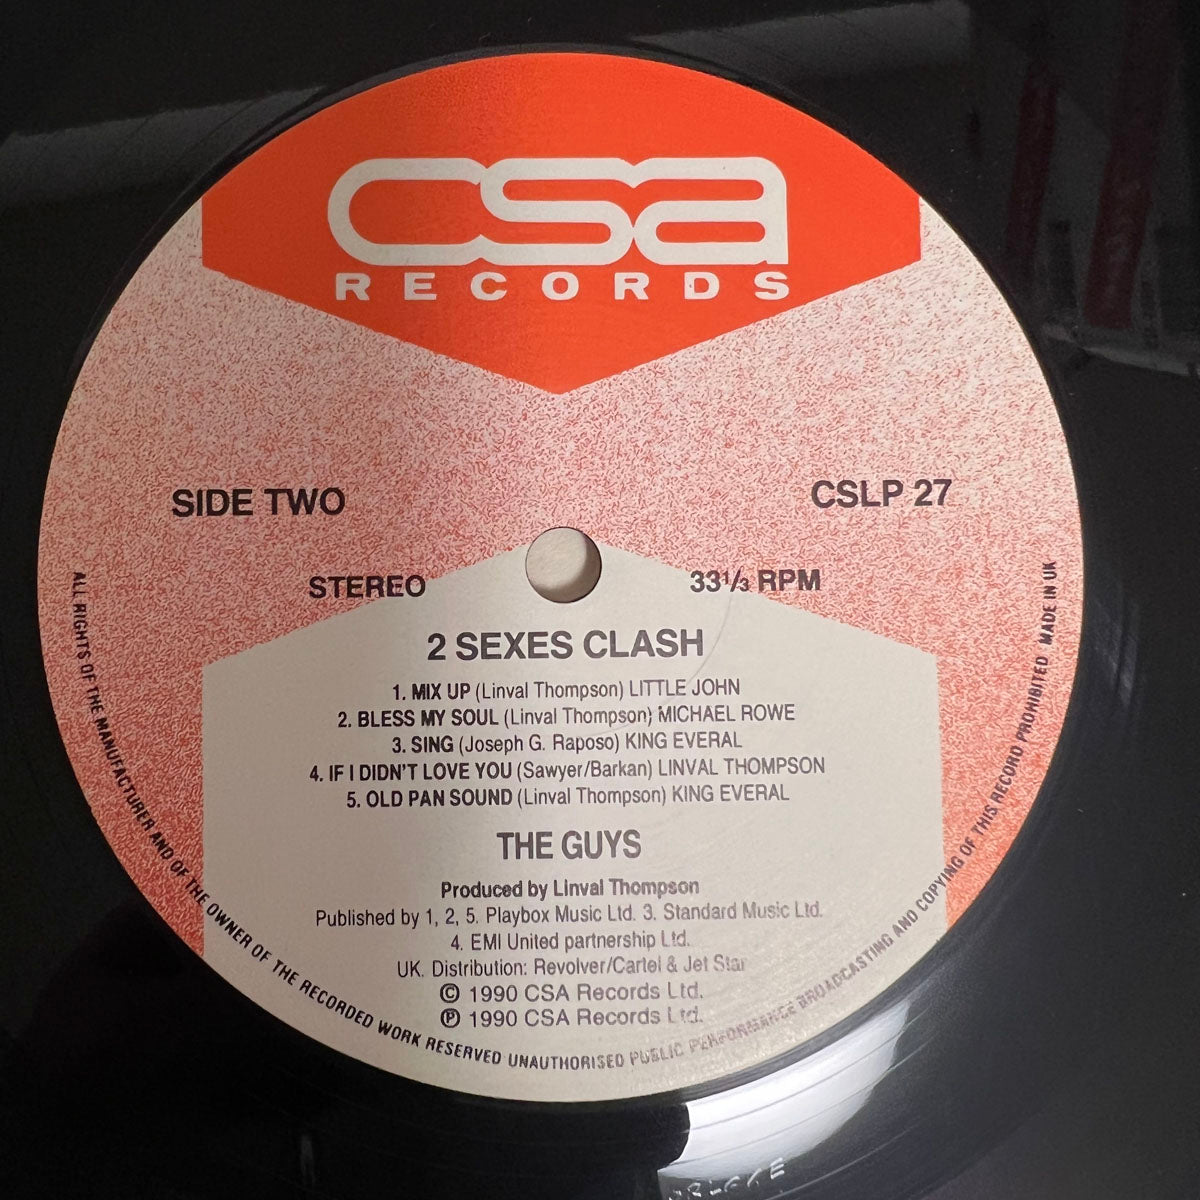 csa
RECORDS
SIDE TWO
CSLP 27
STEREO
33⅓ RPM
2 SEXES CLASH
1. MIX UP (Linval Thompson) LITTLE JOHN
2. BLESS MY SOUL (Linval Thompson) MICHAEL ROWE
3. SING (Joseph G. Raposo) KING EVERAL
4. IF I DIDN'T LOVE YOU (Sawyer/Barkan) LINVAL THOMPSON
5. OLD PAN SOUND (Linval Thompson) KING EVERAL
THE GUYS
Produced by Linval Thompson
Published by 1, 2, 5. Playbox Music Ltd. 3. Standard Music Ltd.
4. EMI United partnership Ltd.
UK. Distribution: Revolver/Cartel & Jet Star
© 1990 CSA Records Ltd.
℗ 1990 CSA Records Ltd.
ALL RIGHTS OF THE MANUFACTURER AND OF THE OWNER OF THE RECORDED WORK RESERVED UNAUTHORISED PUBLIC PERFORMANCE BROADCASTING AND COPYING OF THIS RECORD PROHIBITED MADE IN UK